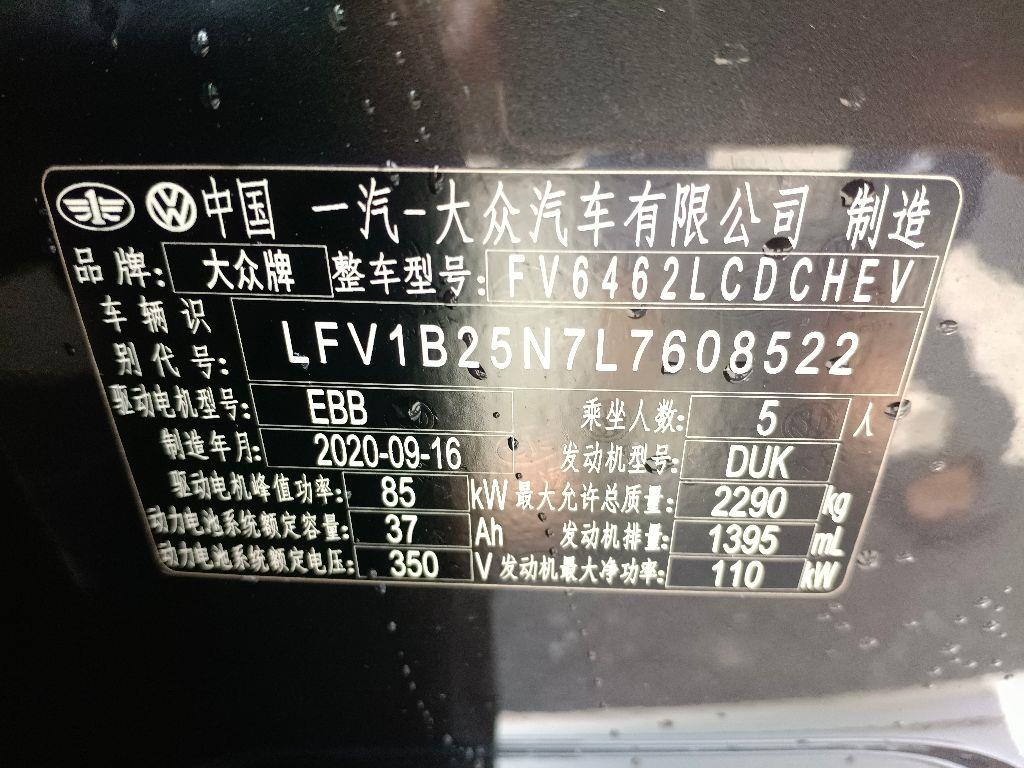 中国 一汽-大众汽车有限公司 制造
品牌: 大众牌 整车型号: FV6462LCDCHEV
车辆识别代号: LFV1B25N7L7608522
驱动电机型号: EBB 乘坐人数: 5 人
制造年月: 2020-09-16 发动机型号: DUK
驱动电机峰值功率: 85 kW 最大允许总质量: 2290 kg
动力电池系统额定容量: 37 Ah 发动机排量: 1395 mL
动力电池系统额定电压: 350 V 发动机最大净功率: 110 kW